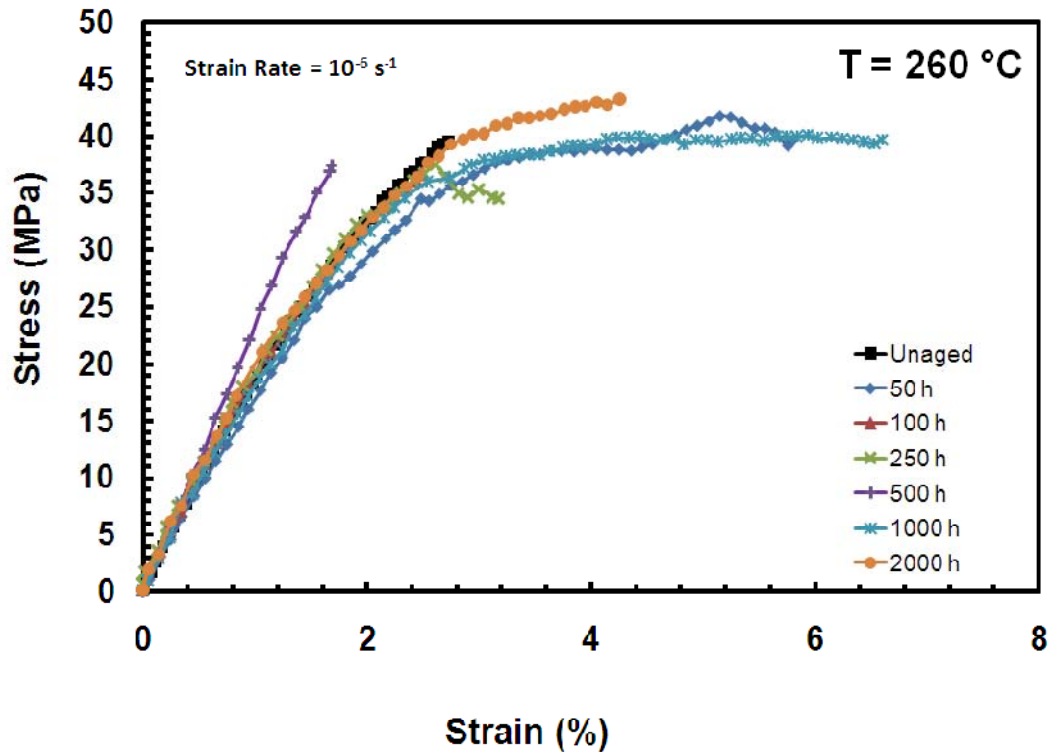 50
45
40
35
30
25
20
15
10
5
0
Stress (MPa)
Strain Rate = 10⁻⁵ s⁻¹
T = 260 °C
Unaged
50 h
100 h
250 h
500 h
1000 h
2000 h
0 2 4 6 8
Strain (%)